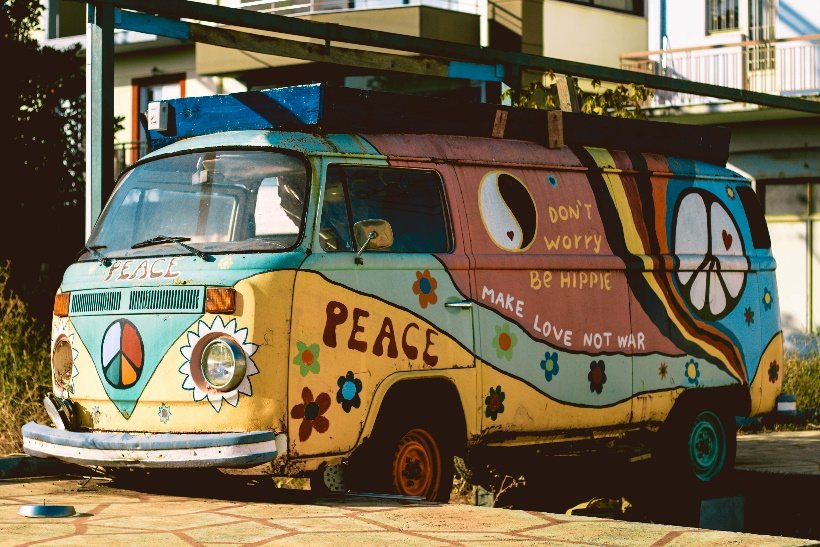 PEACE
PEACE
DON'T
WORRY
BE HIPPIE
MAKE LOVE NOT WAR